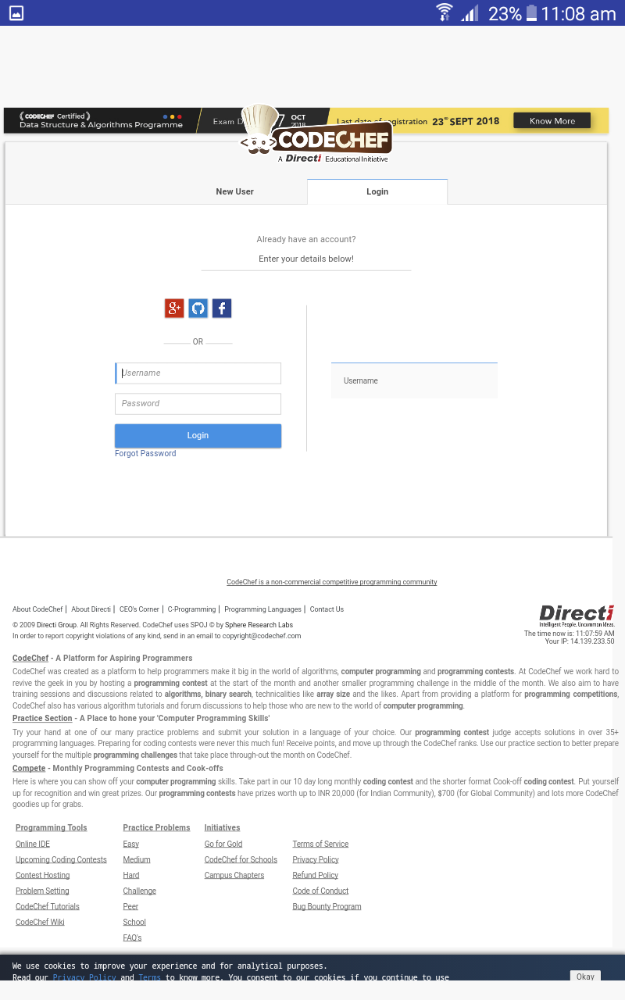 23% 11:08 am
CODECHEF Certified
Data Structure & Algorithms Programme
Exam D 7 OCT 2018
Last date of registration 23RD SEPT 2018
Know More
CODECHEF
A Directi Educational Initiative
New User
Login
Already have an account?
Enter your details below!
g+ f
OR
Username
Username
Password
Login
Forgot Password
CodeChef is a non-commercial competitive programming community
About CodeChef | About Directi | CEO's Corner | C-Programming | Programming Languages | Contact Us
Directi
Intelligent People. Uncommon Ideas.
© 2009 Directi Group. All Rights Reserved. CodeChef uses SPOJ © by Sphere Research Labs
In order to report copyright violations of any kind, send in an email to copyright@codechef.com
The time now is: 11:07:59 AM
Your IP: 14.139.233.50
CodeChef - A Platform for Aspiring Programmers
CodeChef was created as a platform to help programmers make it big in the world of algorithms, computer programming and programming contests. At CodeChef we work hard to
revive the geek in you by hosting a programming contest at the start of the month and another smaller programming challenge in the middle of the month. We also aim to have
training sessions and discussions related to algorithms, binary search, technicalities like array size and the likes. Apart from providing a platform for programming competitions,
CodeChef also has various algorithm tutorials and forum discussions to help those who are new to the world of computer programming.
Practice Section - A Place to hone your 'Computer Programming Skills'
Try your hand at one of our many practice problems and submit your solution in a language of your choice. Our programming contest judge accepts solutions in over 35+
programming languages. Preparing for coding contests were never this much fun! Receive points, and move up through the CodeChef ranks. Use our practice section to better prepare
yourself for the multiple programming challenges that take place through-out the month on CodeChef.
Compete - Monthly Programming Contests and Cook-offs
Here is where you can show off your computer programming skills. Take part in our 10 day long monthly coding contest and the shorter format Cook-off coding contest. Put yourself
up for recognition and win great prizes. Our programming contests have prizes worth up to INR 20,000 (for Indian Community), $700 (for Global Community) and lots more CodeChef
goodies up for grabs.
Programming Tools
Online IDE
Upcoming Coding Contests
Contest Hosting
Problem Setting
CodeChef Tutorials
CodeChef Wiki
Practice Problems
Easy
Medium
Hard
Challenge
Peer
School
FAQ's
Initiatives
Go for Gold
CodeChef for Schools
Campus Chapters
Terms of Service
Privacy Policy
Refund Policy
Code of Conduct
Bug Bounty Program
We use cookies to improve your experience and for analytical purposes.
Read our Privacy Policy and Terms to know more. You consent to our cookies if you continue to use
Okay